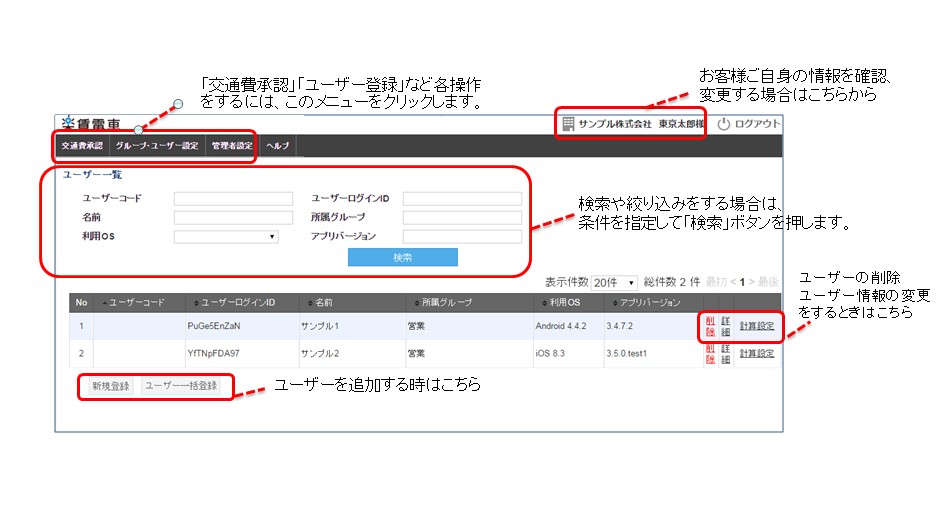 お客様ご自身の情報を確認、
変更する場合はこちらから
「交通費承認」「ユーザー登録」など各操作
をするには、このメニューをクリックします。
楽賃電車
サンプル株式会社 東京太郎様
ログアウト
交通費承認 グループ・ユーザー設定 管理者設定 ヘルプ
ユーザー一覧
ユーザーコード
ユーザーログインID
名前
所属グループ
利用OS
アプリバージョン
検索
検索や絞り込みをする場合は、
条件を指定して「検索」ボタンを押します。
表示件数 20件 総件数 2 件 最初 < 1 > 最後
ユーザーの削除
ユーザー情報の変更
をするときはこちら
No ユーザーコード ユーザーログインID 名前 所属グループ 利用OS アプリバージョン
1 PuGe5EnZaN サンプル1 営業 Android 4.4.2 3.4.7.2 削除 詳細 計算設定
2 YfTNpFDA97 サンプル2 営業 iOS 8.3 3.5.0.test1 削除 詳細 計算設定
新規登録 ユーザー一括登録
ユーザーを追加する時はこちら